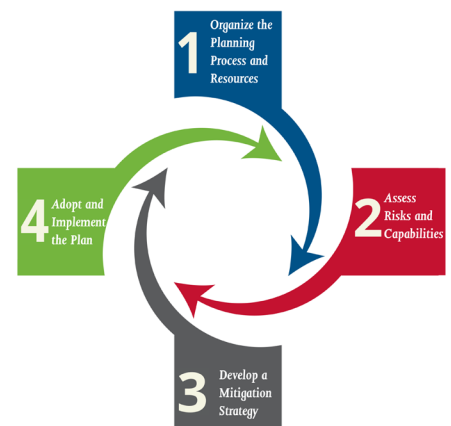 1
Organize the
Planning
Process and
Resources
2
Assess
Risks and
Capabilities
3
Develop a
Mitigation
Strategy
4
Adopt and
Implement
the Plan